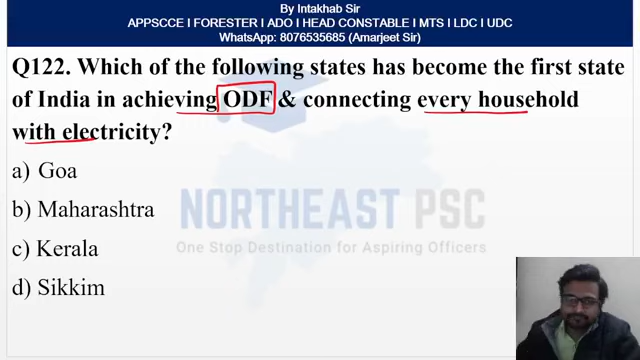 By Intakhab Sir
APPSCCE I FORESTER I ADO I HEAD CONSTABLE I MTS I LDC I UDC
WhatsApp: 8076535685 (Amarjeet Sir)
Q122. Which of the following states has become the first state
of India in achieving ODF & connecting every household
with electricity?
a) Goa
b) Maharashtra
c) Kerala
d) Sikkim
NORTHEAST PSC
One Stop Destination for Aspiring Officers